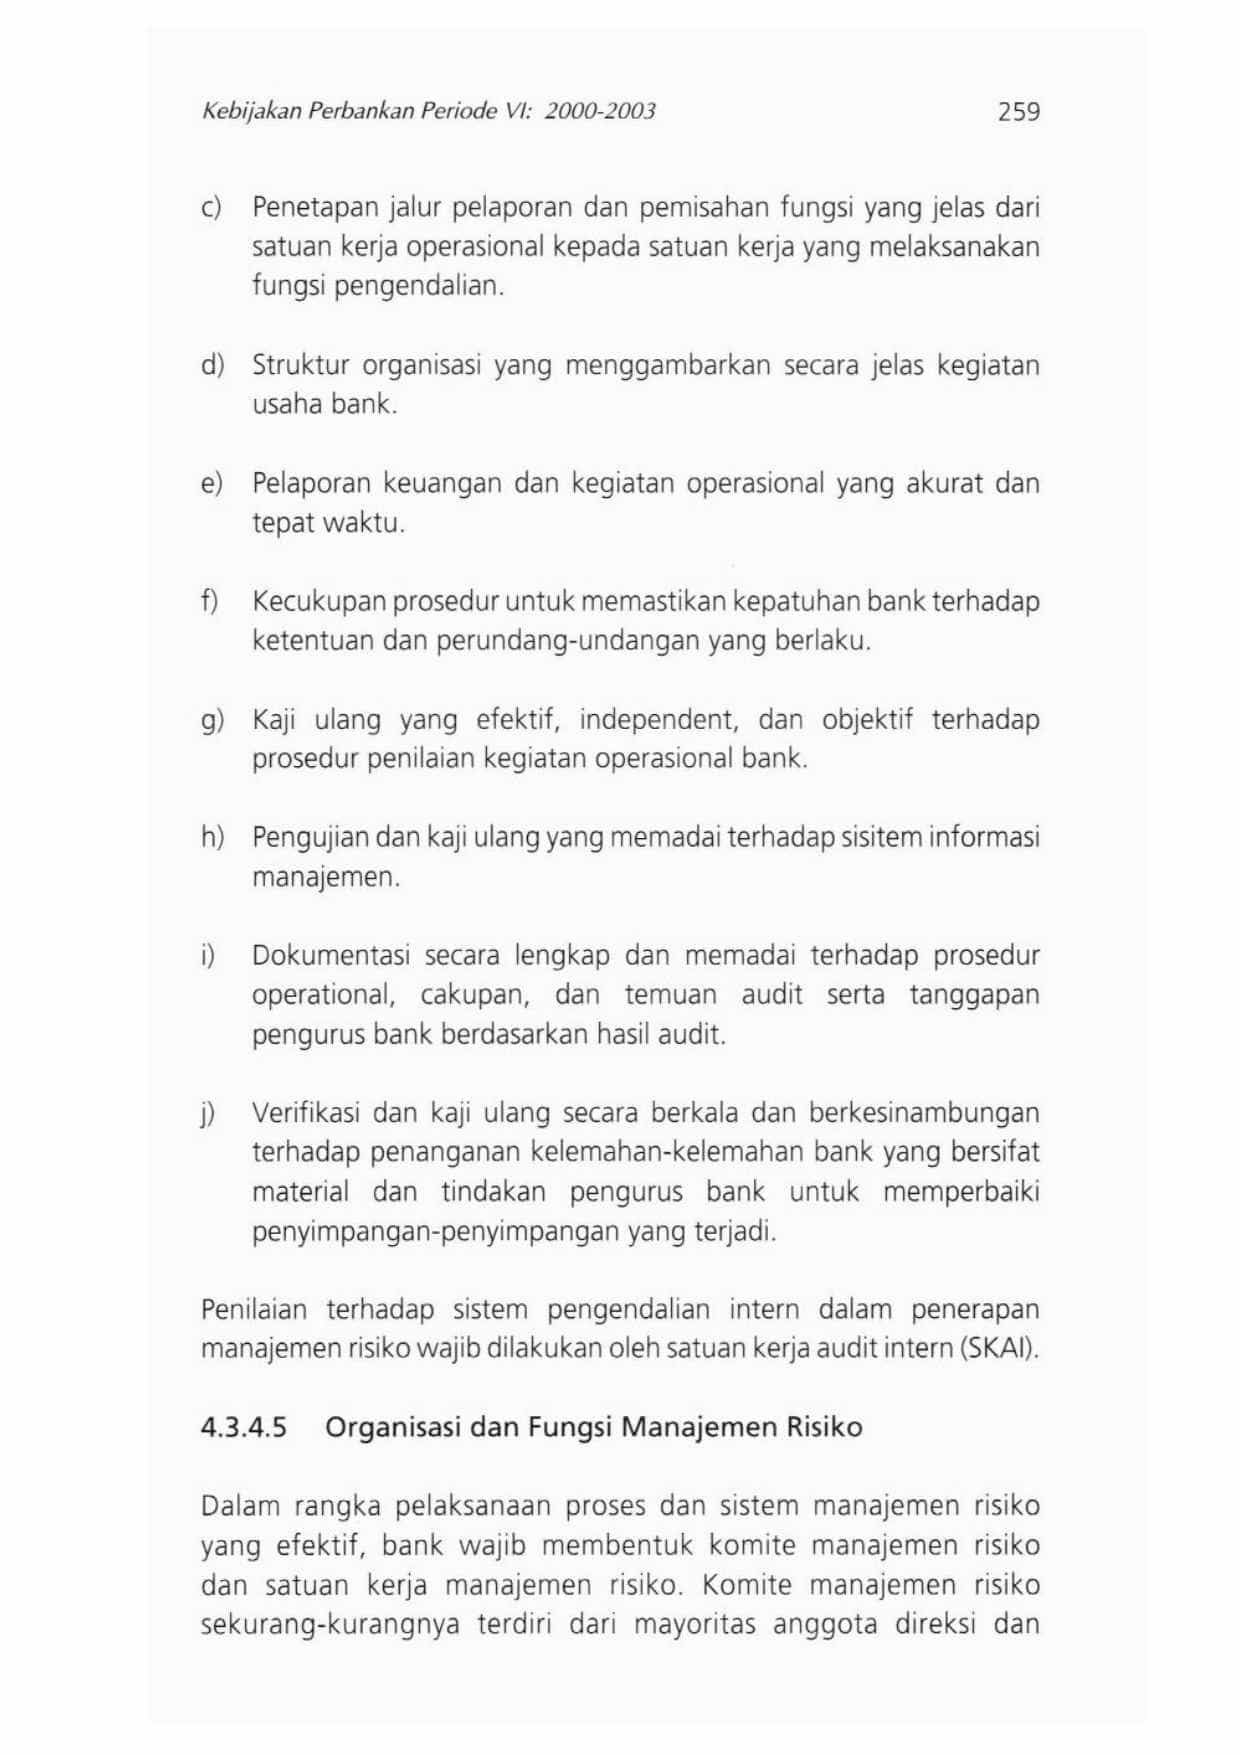 Kebijakan Perbankan Periode VI: 2000-2003 259
c) Penetapan jalur pelaporan dan pemisahan fungsi yang jelas dari
satuan kerja operasional kepada satuan kerja yang melaksanakan
fungsi pengendalian.
d) Struktur organisasi yang menggambarkan secara jelas kegiatan
usaha bank.
e) Pelaporan keuangan dan kegiatan operasional yang akurat dan
tepat waktu.
f) Kecukupan prosedur untuk memastikan kepatuhan bank terhadap
ketentuan dan perundang-undangan yang berlaku.
g) Kaji ulang yang efektif, independent, dan objektif terhadap
prosedur penilaian kegiatan operasional bank.
h) Pengujian dan kaji ulang yang memadai terhadap sisitem informasi
manajemen.
i) Dokumentasi secara lengkap dan memadai terhadap prosedur
operational, cakupan, dan temuan audit serta tanggapan
pengurus bank berdasarkan hasil audit.
j) Verifikasi dan kaji ulang secara berkala dan berkesinambungan
terhadap penanganan kelemahan-kelemahan bank yang bersifat
material dan tindakan pengurus bank untuk memperbaiki
penyimpangan-penyimpangan yang terjadi.
Penilaian terhadap sistem pengendalian intern dalam penerapan
manajemen risiko wajib dilakukan oleh satuan kerja audit intern (SKAI).
4.3.4.5 Organisasi dan Fungsi Manajemen Risiko
Dalam rangka pelaksanaan proses dan sistem manajemen risiko
yang efektif, bank wajib membentuk komite manajemen risiko
dan satuan kerja manajemen risiko. Komite manajemen risiko
sekurang-kurangnya terdiri dari mayoritas anggota direksi dan